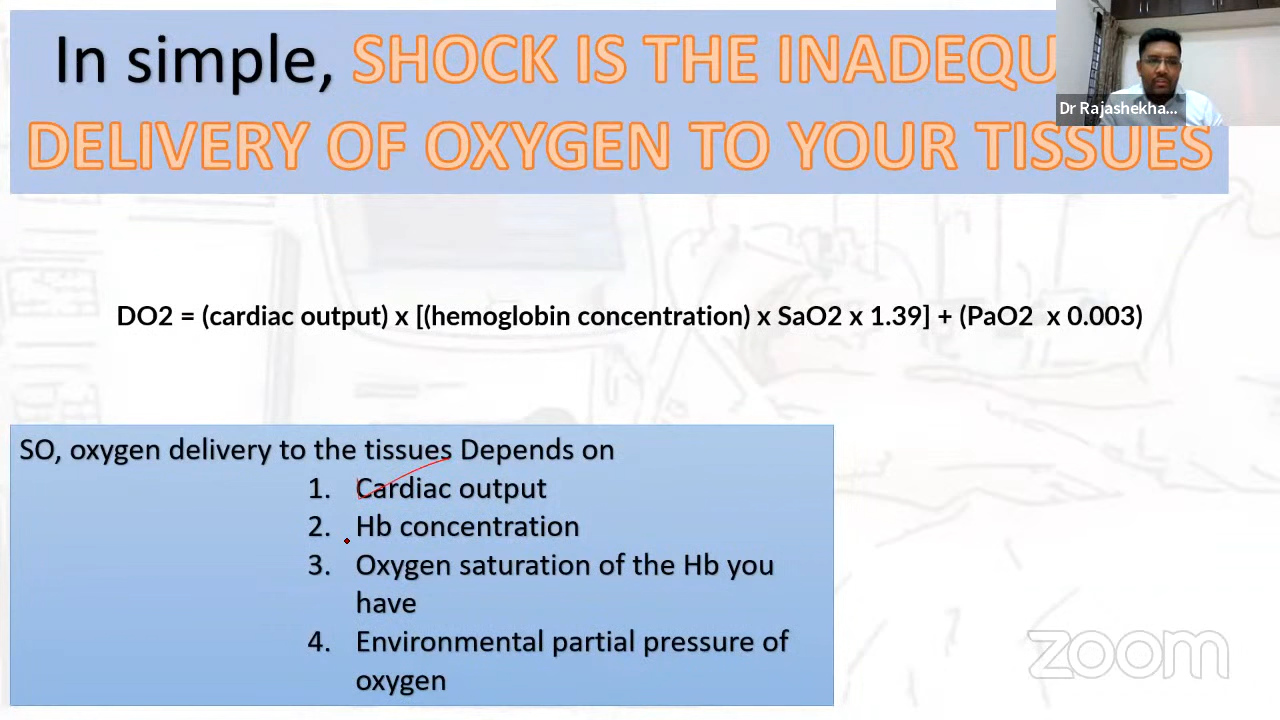 In simple, SHOCK IS THE INADEQU
Dr Rajashekha...
DELIVERY OF OXYGEN TO YOUR TISSUES
DO2 = (cardiac output) x [(hemoglobin concentration) x SaO2 x 1.39] + (PaO2 x 0.003)
SO, oxygen delivery to the tissues Depends on
1. Cardiac output
2. Hb concentration
3. Oxygen saturation of the Hb you
have
4. Environmental partial pressure of
oxygen
zoom